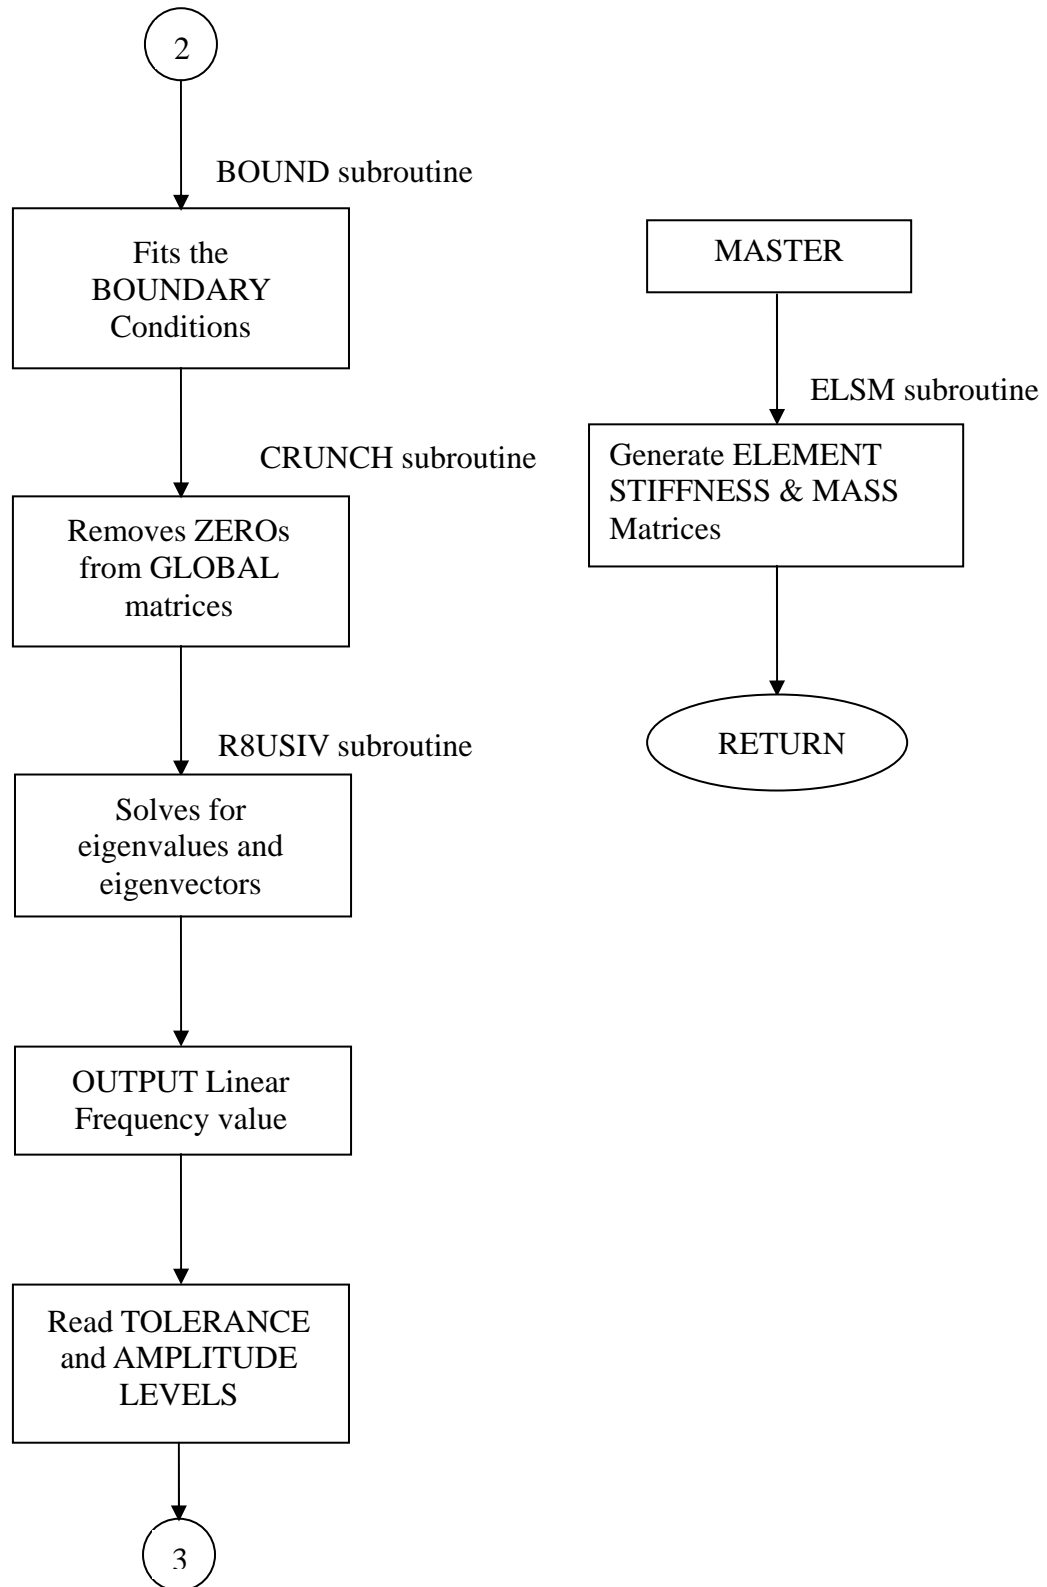 2
BOUND subroutine
Fits the
BOUNDARY
Conditions
CRUNCH subroutine
Removes ZEROs
from GLOBAL
matrices
R8USIV subroutine
Solves for
eigenvalues and
eigenvectors
OUTPUT Linear
Frequency value
Read TOLERANCE
and AMPLITUDE
LEVELS
3
MASTER
ELSM subroutine
Generate ELEMENT
STIFFNESS & MASS
Matrices
RETURN